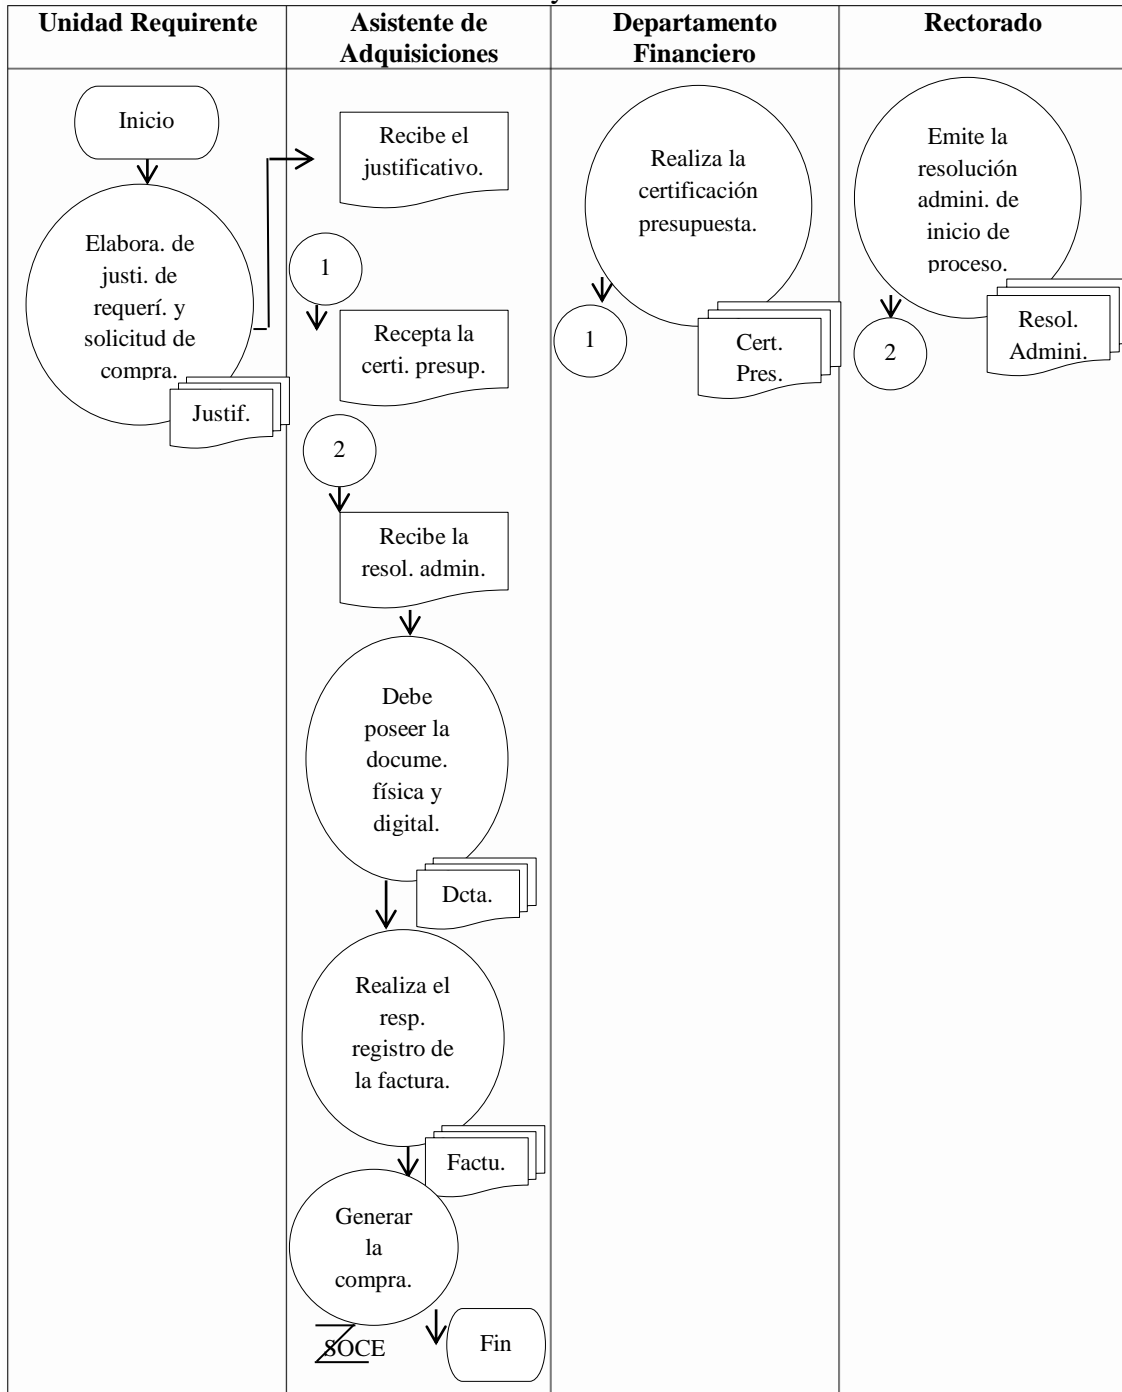 Unidad Requirente
Asistente de
Adquisiciones
Departamento
Financiero
Rectorado
Inicio
Elabora. de
justi. de
requerí. y
solicitud de
compra.
Justif.
Recibe el
justificativo.
1
Recepta la
certi. presup.
2
Recibe la
resol. admin.
Debe
poseer la
docume.
física y
digital.
Dcta.
Realiza el
resp.
registro de
la factura.
Factu.
Generar
la
compra.
SOCE
Fin
Realiza la
certificación
presupuesta.
1
Cert.
Pres.
Emite la
resolución
admini. de
inicio de
proceso.
2
Resol.
Admini.